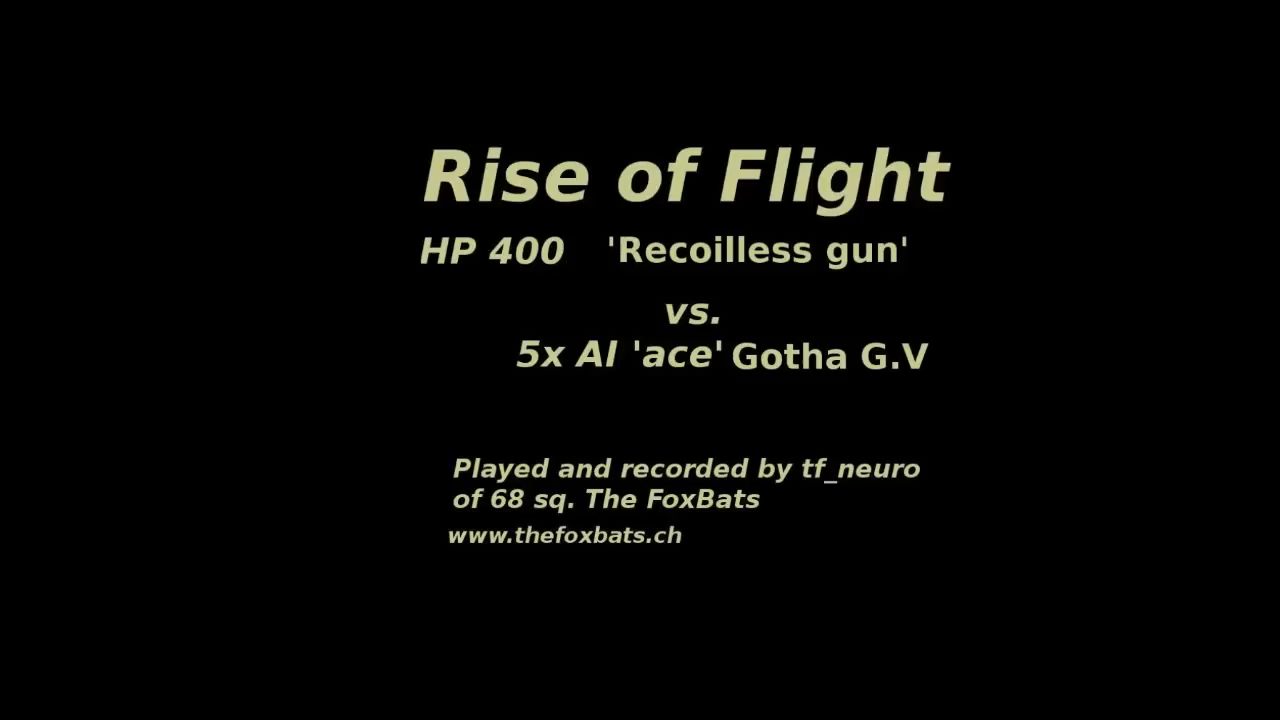 Rise of Flight
HP 400 'Recoilless gun'
vs.
5x AI 'ace' Gotha G.V
Played and recorded by tf_neuro
of 68 sq. The FoxBats
www.thefoxbats.ch